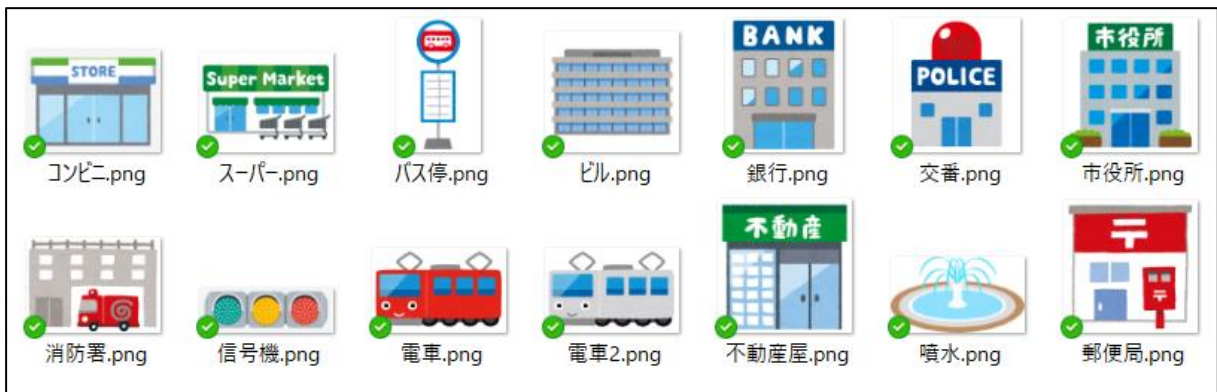 STORE
Super Market
BANK
POLICE
市役所
コンビニ.png
スーパー.png
バス停.png
ビル.png
銀行.png
交番.png
市役所.png
不動産
〒
〒
消防署.png
信号機.png
電車.png
電車2.png
不動産屋.png
噴水.png
郵便局.png